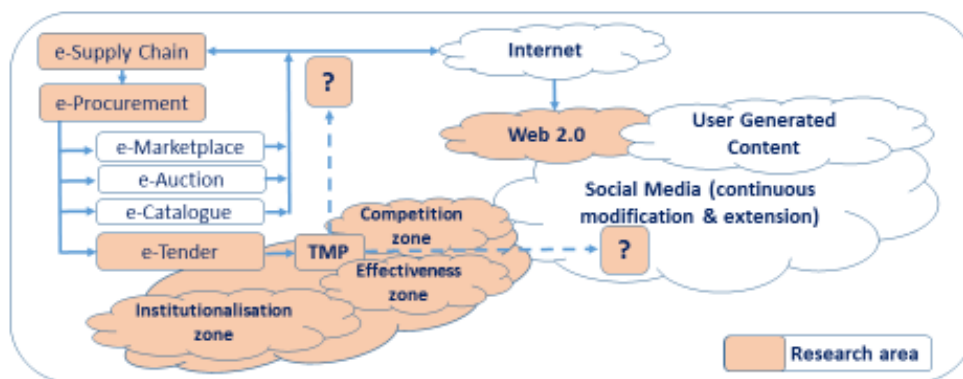 e-Supply Chain
Internet
?
e-Procurement
Web 2.0
User Generated
Content
e-Marketplace
e-Auction
e-Catalogue
Social Media (continuous
modification & extension)
Competition
zone
e-Tender
TMP
?
Effectiveness
zone
Institutionalisation
zone
Research area